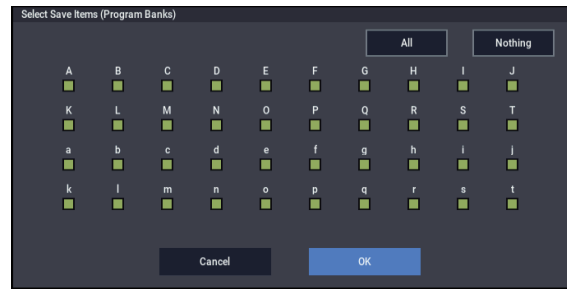 Select Save Items (Program Banks)
All Nothing
A B C D E F G H I J
K L M N O P Q R S T
a b c d e f g h i j
k l m n o p q r s t
Cancel OK